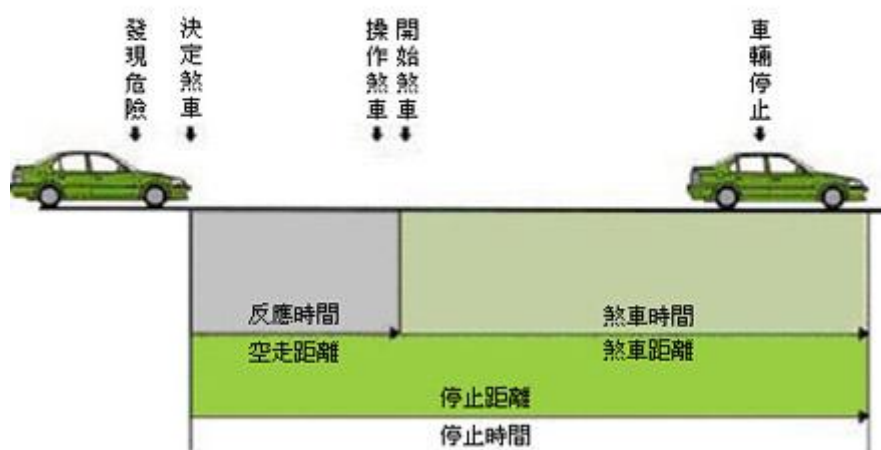 發現危險
決定煞車
操作煞車
開始煞車
車輛停止
反應時間
煞車時間
空走距離
煞車距離
停止距離
停止時間